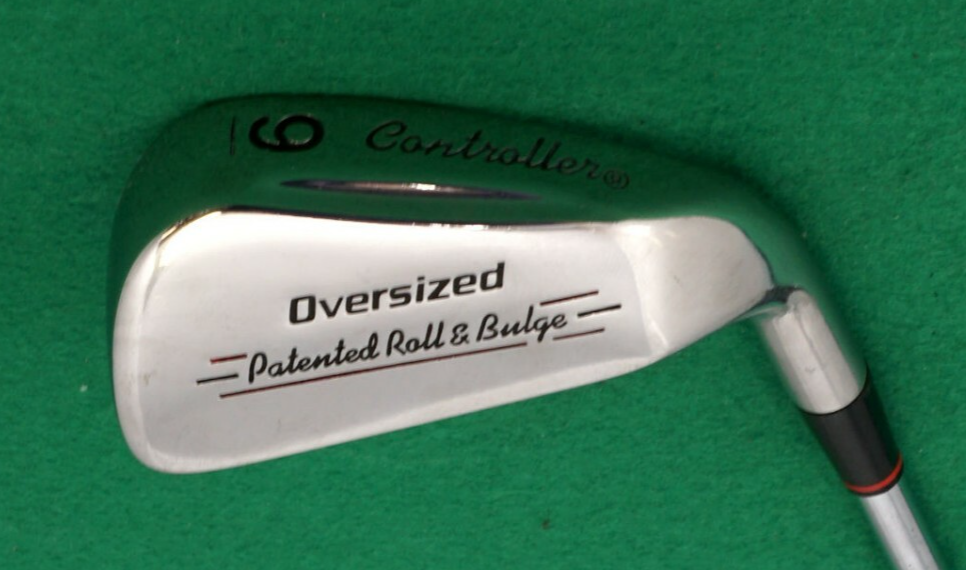 9 Controller®
Oversized
Patented Roll & Bulge